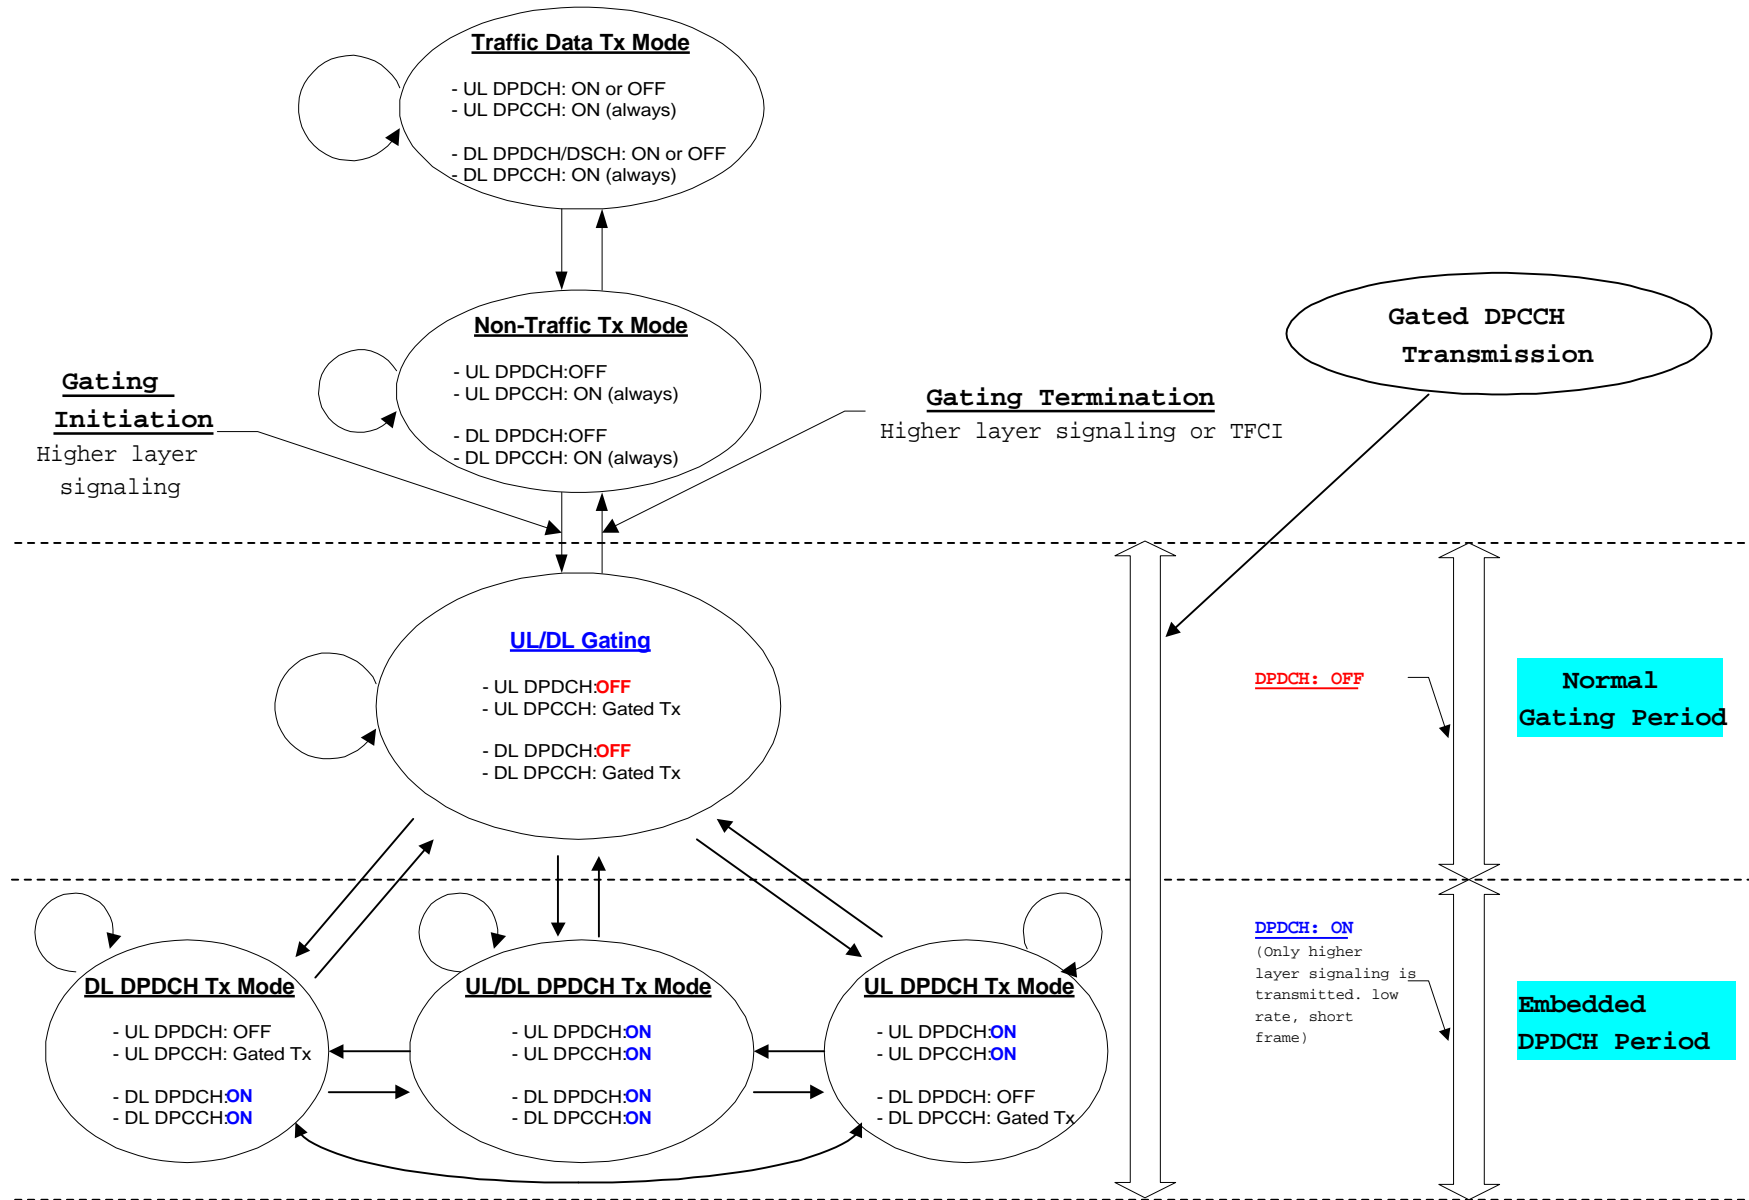 Traffic Data Tx Mode
- UL DPDCH: ON or OFF
- UL DPCCH: ON (always)
- DL DPDCH/DSCH: ON or OFF
- DL DPCCH: ON (always)
Non-Traffic Tx Mode
- UL DPDCH:OFF
- UL DPCCH: ON (always)
- DL DPDCH:OFF
- DL DPCCH: ON (always)
Gating
Initiation
Higher layer
signaling
Gating Termination
Higher layer signaling or TFCI
Gated DPCCH
Transmission
UL/DL Gating
- UL DPDCH:OFF
- UL DPCCH: Gated Tx
- DL DPDCH:OFF
- DL DPCCH: Gated Tx
DPDCH: OFF
Normal
Gating Period
DL DPDCH Tx Mode
- UL DPDCH: OFF
- UL DPCCH: Gated Tx
- DL DPDCH:ON
- DL DPCCH:ON
UL/DL DPDCH Tx Mode
- UL DPDCH:ON
- UL DPCCH:ON
- DL DPDCH:ON
- DL DPCCH:ON
UL DPDCH Tx Mode
- UL DPDCH:ON
- UL DPCCH:ON
- DL DPDCH: OFF
- DL DPCCH: Gated Tx
DPDCH: ON
(Only higher
layer signaling is
transmitted. low
rate, short
frame)
Embedded
DPDCH Period